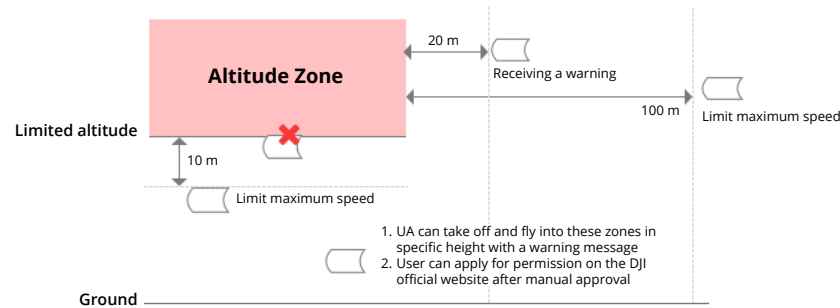 20 m
Altitude Zone
Receiving a warning
100 m
Limit maximum speed
Limited altitude
10 m
Limit maximum speed
1. UA can take off and fly into these zones in
specific height with a warning message
2. User can apply for permission on the DJI
official website after manual approval
Ground